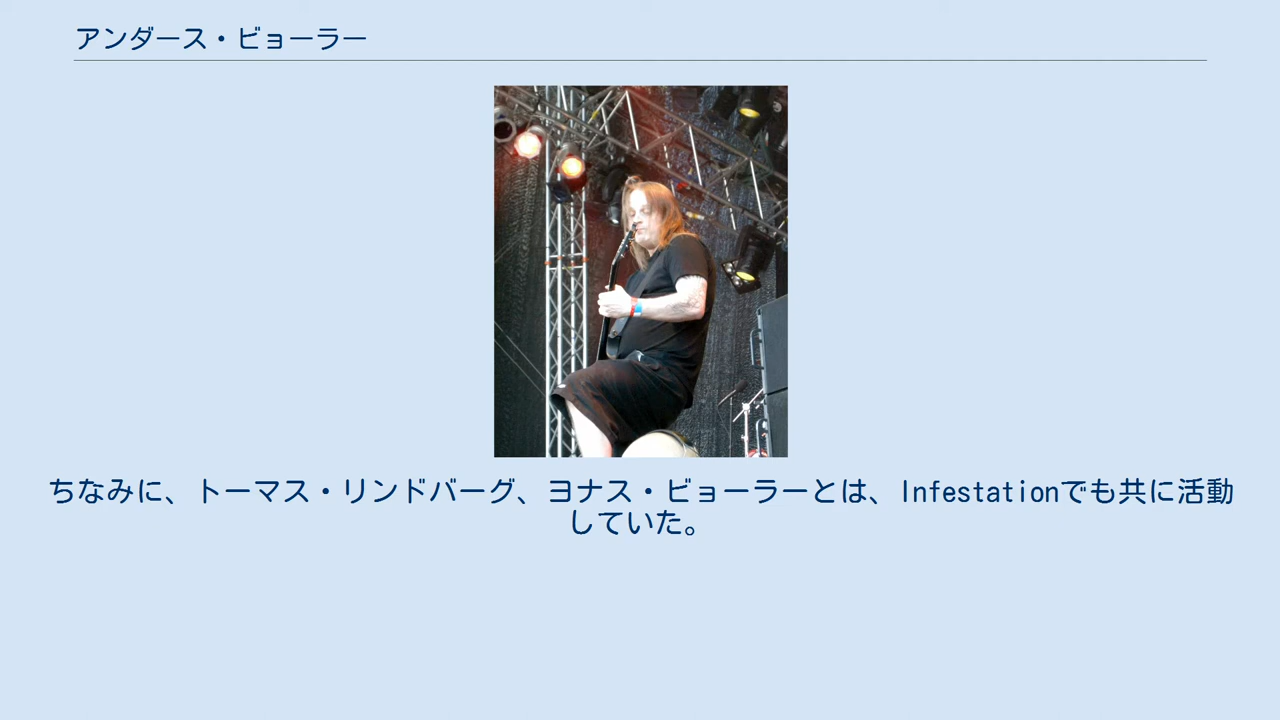 アンダース・ビョーラー
ちなみに、トーマス・リンドバーグ、ヨナス・ビョーラーとは、Infestationでも共に活動
していた。